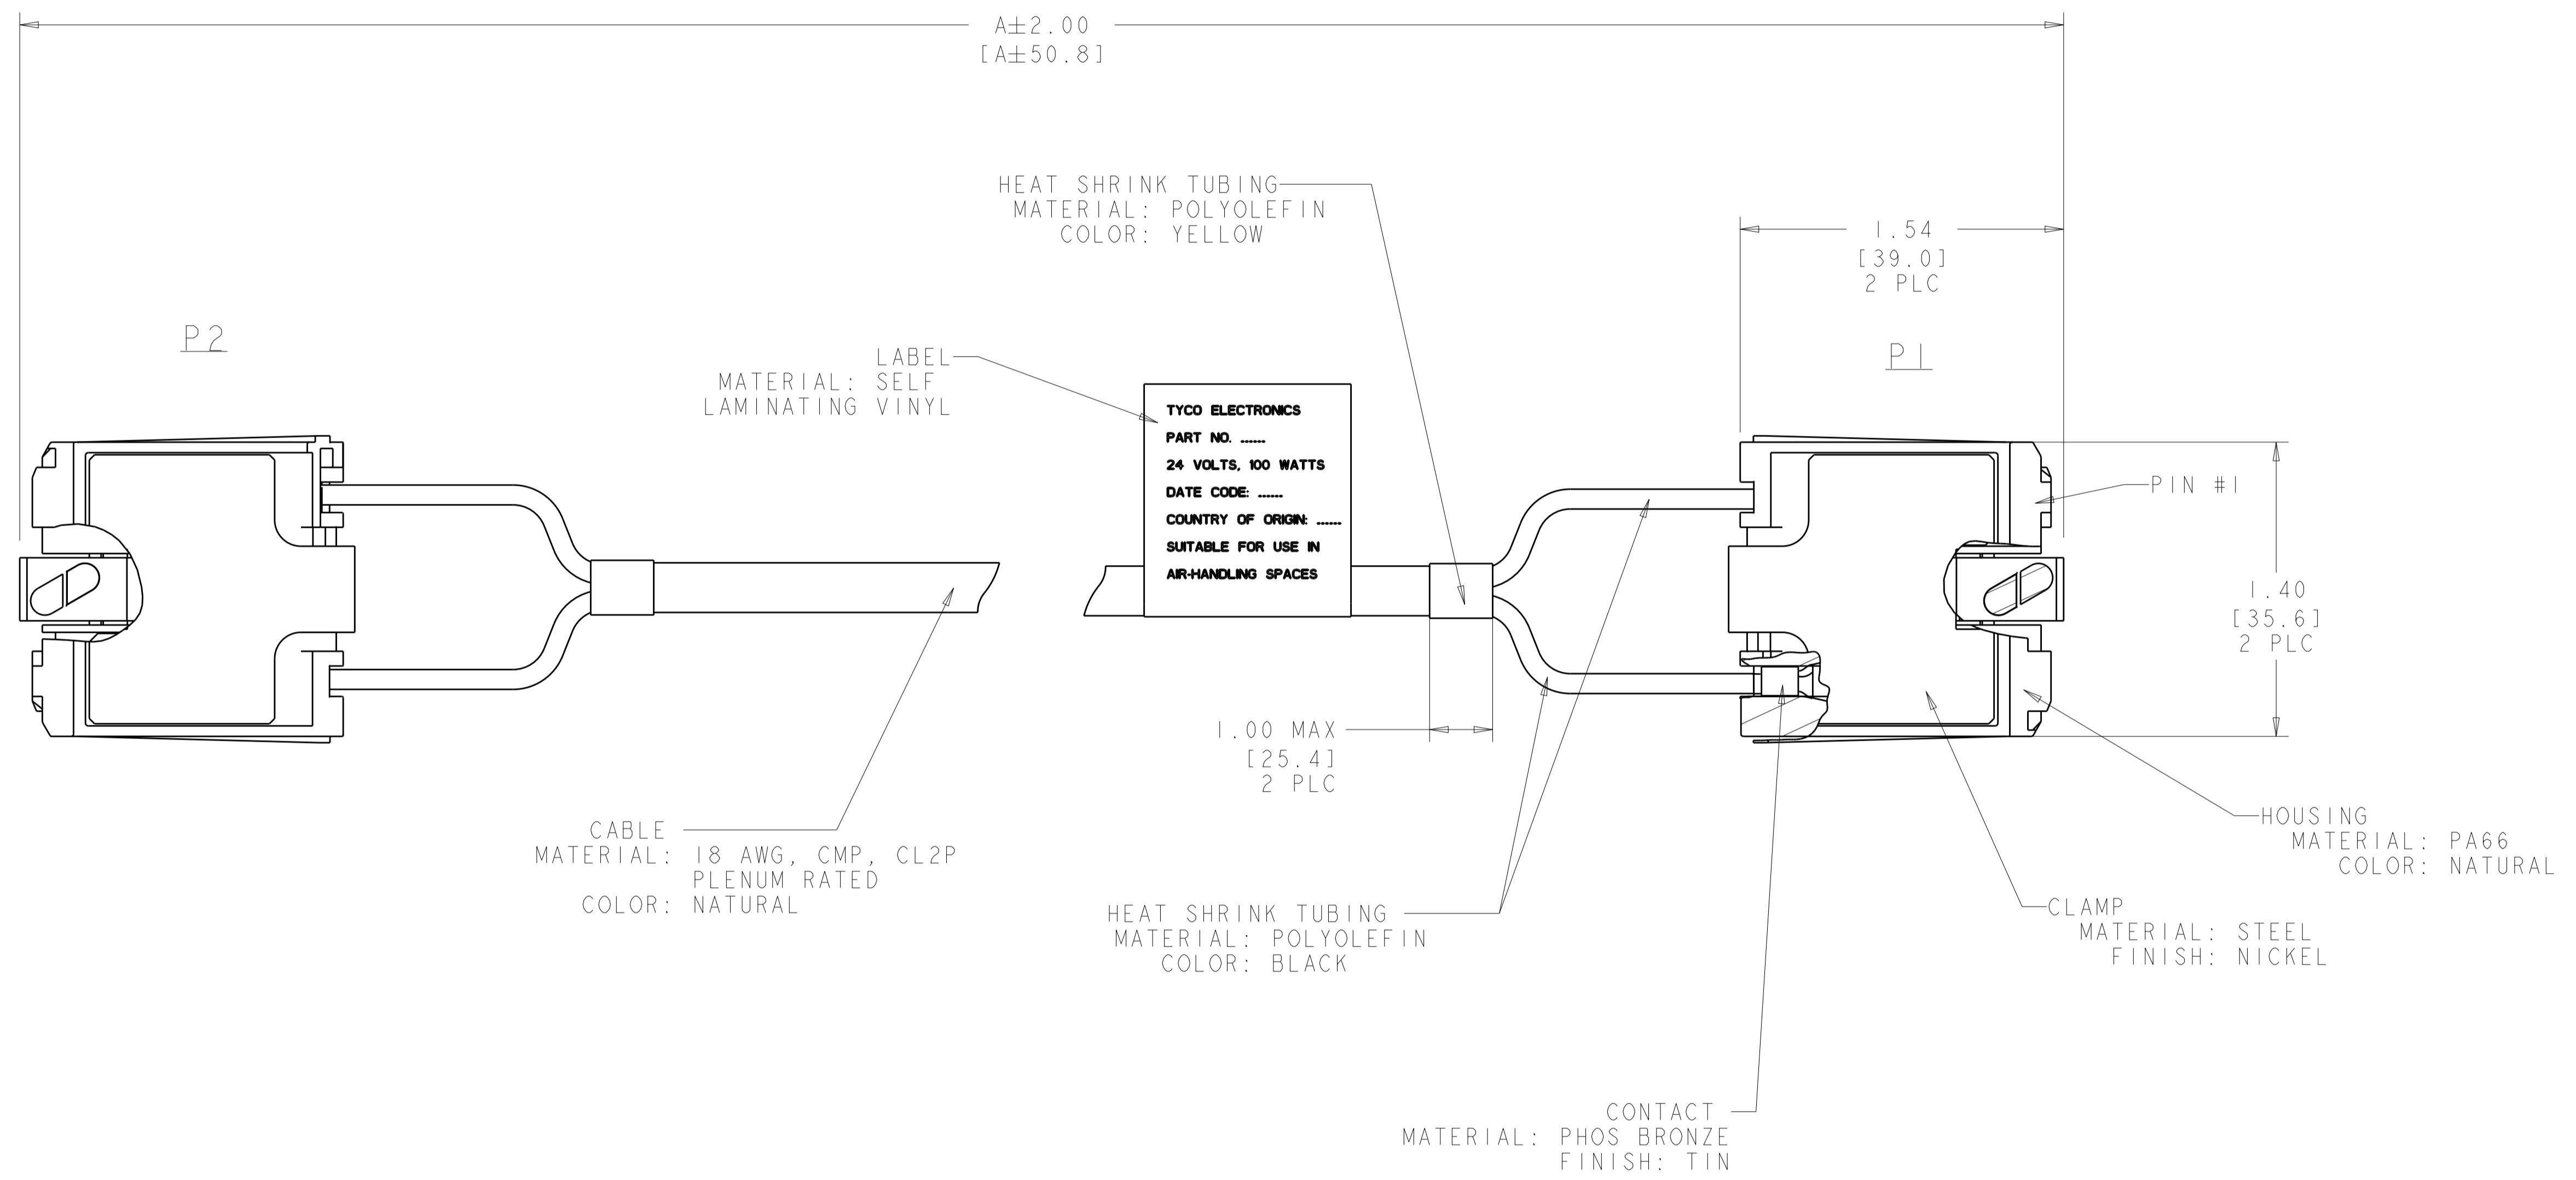 A±2.00
[A±50.8]
HEAT SHRINK TUBING
MATERIAL: POLYOLEFIN
COLOR: YELLOW
1.54
[39.0]
2 PLC
P2
P1
LABEL
MATERIAL: SELF
LAMINATING VINYL
TYCO ELECTRONICS
PART NO. ......
24 VOLTS, 100 WATTS
DATE CODE: ......
COUNTRY OF ORIGIN: ......
SUITABLE FOR USE IN
AIR-HANDLING SPACES
PIN #1
1.40
[35.6]
2 PLC
1.00 MAX
[25.4]
2 PLC
CABLE
MATERIAL: 18 AWG, CMP, CL2P
PLENUM RATED
COLOR: NATURAL
HOUSING
MATERIAL: PA66
COLOR: NATURAL
HEAT SHRINK TUBING
MATERIAL: POLYOLEFIN
COLOR: BLACK
CLAMP
MATERIAL: STEEL
FINISH: NICKEL
CONTACT
MATERIAL: PHOS BRONZE
FINISH: TIN